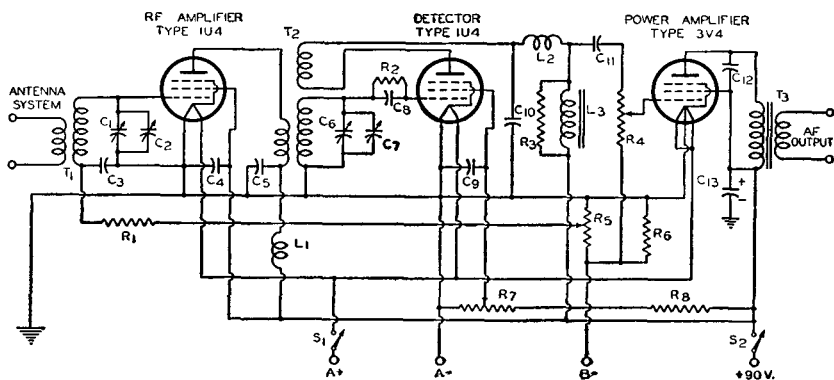 RF AMPLIFIER
TYPE 1U4
DETECTOR
TYPE 1U4
POWER AMPLIFIER
TYPE 3V4
ANTENNA
SYSTEM
T1
C1
C2
C3
C4
C5
T2
R2
C8
C6
C7
C9
L2
C11
C10
R3
L3
R4
C12
T3
AF
OUTPUT
C13
+
-
R1
L1
R5
R6
R7
R8
S1
S2
A+
A-
B-
+90 V.